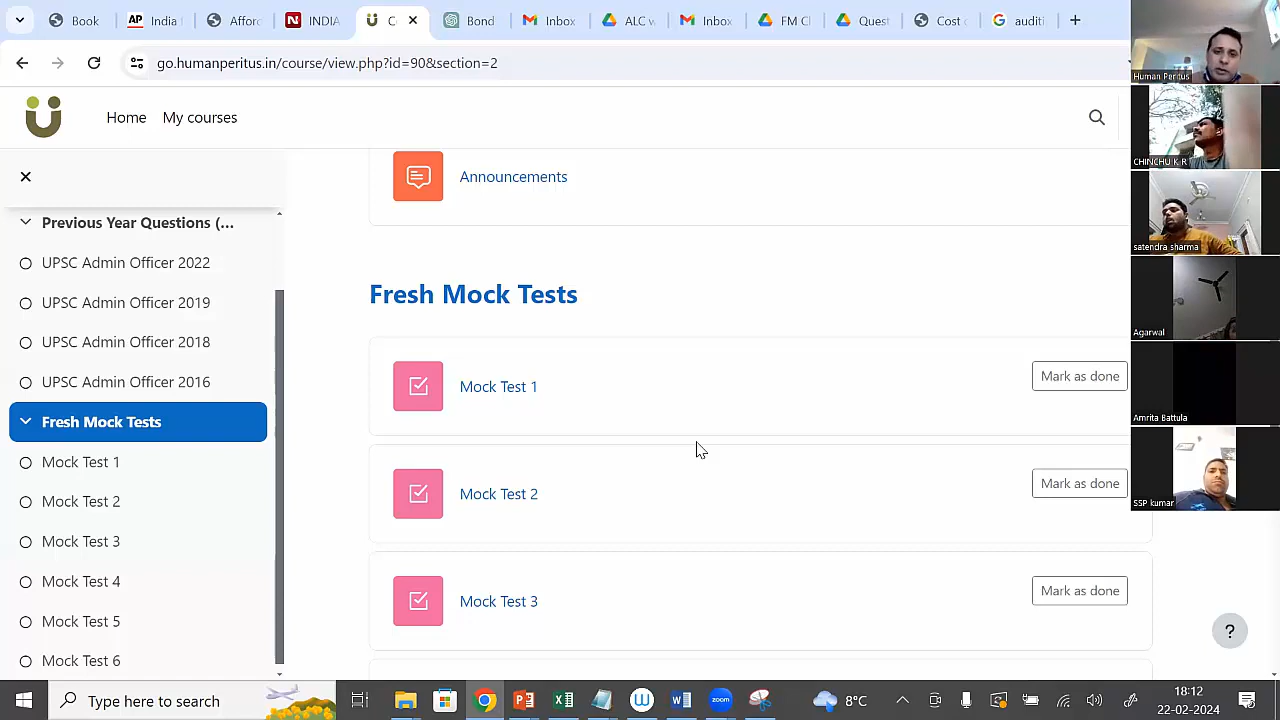 Book
India
Affor
INDIA
C
Bond
Inbo
ALC v
Inbox
FM Cl
Quest
Cost
audit
go.humanperitus.in/course/view.php?id=90&section=2
Home
My courses
Announcements
Previous Year Questions (...
UPSC Admin Officer 2022
UPSC Admin Officer 2019
UPSC Admin Officer 2018
UPSC Admin Officer 2016
Fresh Mock Tests
Mock Test 1
Mock Test 2
Mock Test 3
Mock Test 4
Mock Test 5
Mock Test 6
Fresh Mock Tests
Mock Test 1
Mark as done
Mock Test 2
Mark as done
Mock Test 3
Mark as done
?
Human Peritus
CHINCHU K R
satendra sharma
Agarwal
Amrita Battula
SSP kumar
Type here to search
zoom
8°C
18:12
22-02-2024